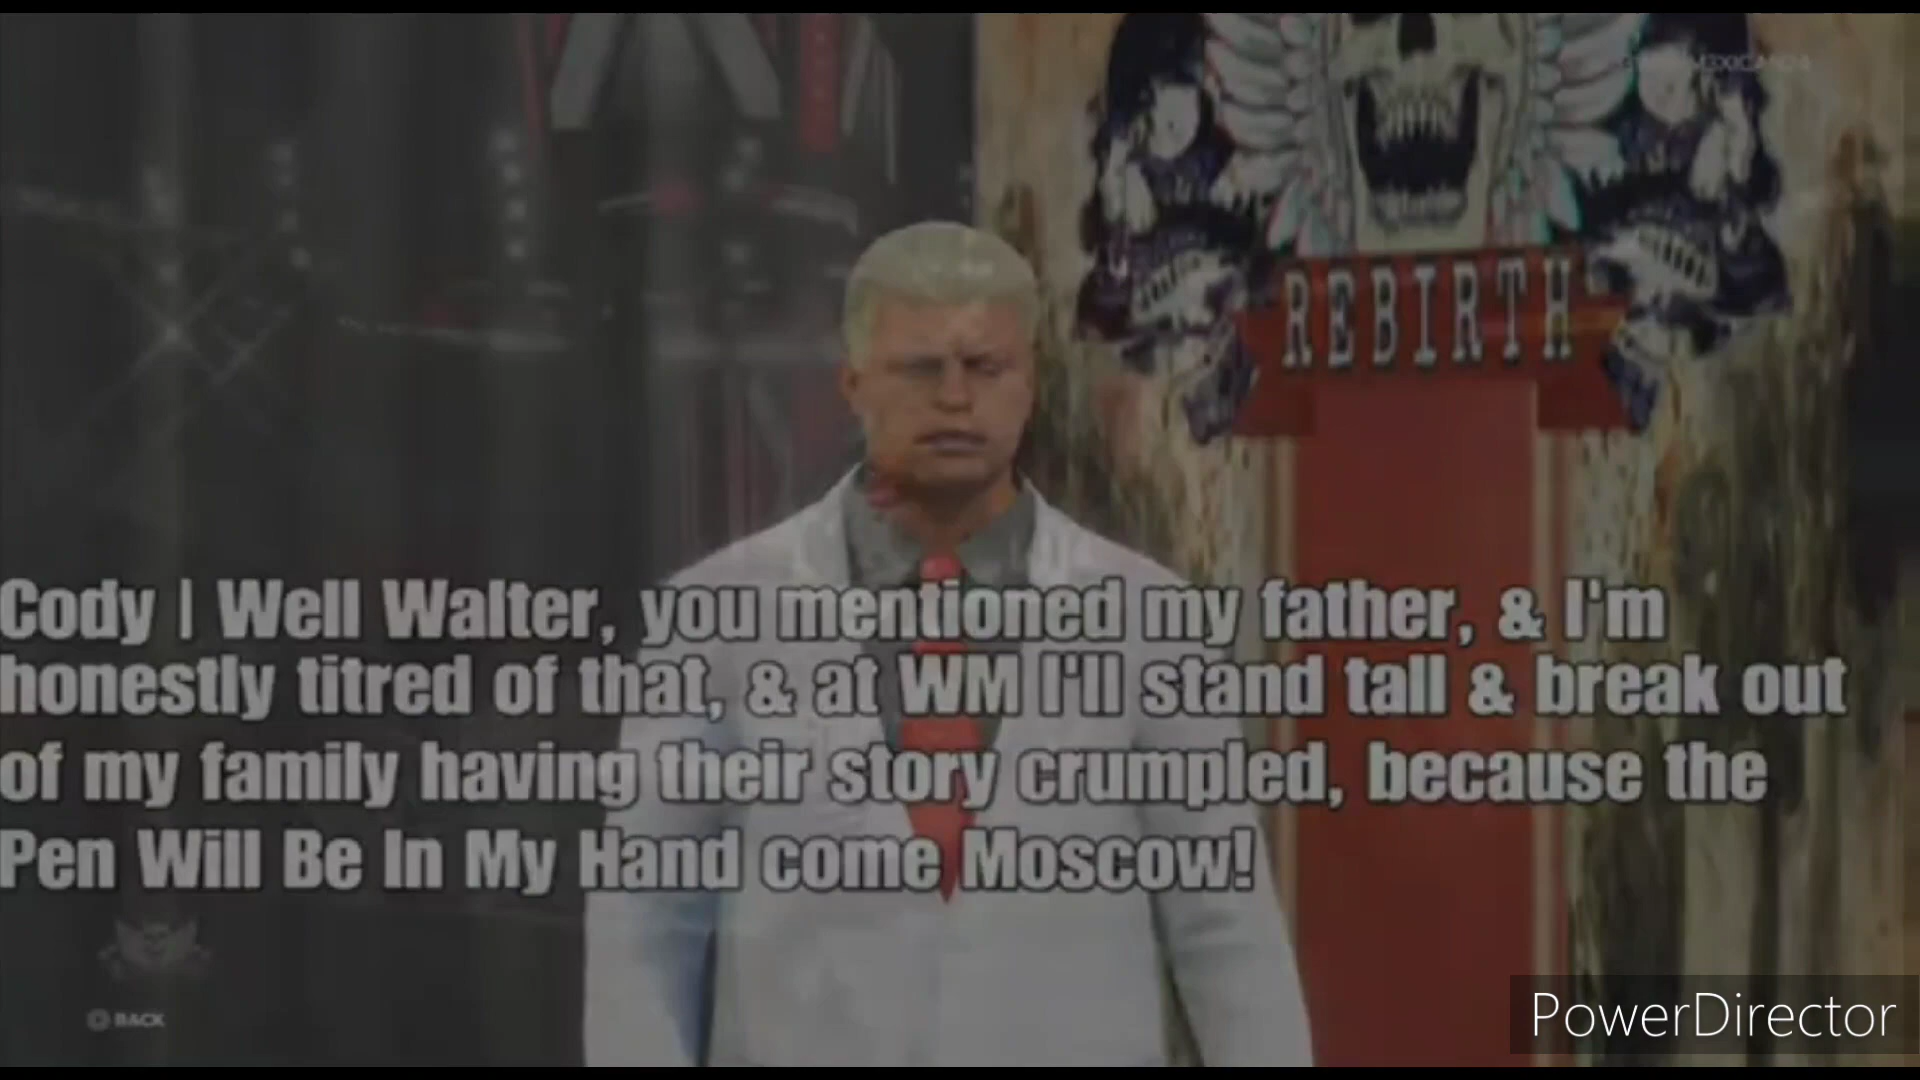 REBIRTH
Cody | Well Walter, you mentioned my father, & I'm
honestly titred of that, & at WM I'll stand tall & break out
of my family having their story crumpled, because the
Pen Will Be In My Hand come Moscow!
BACK
PowerDirector